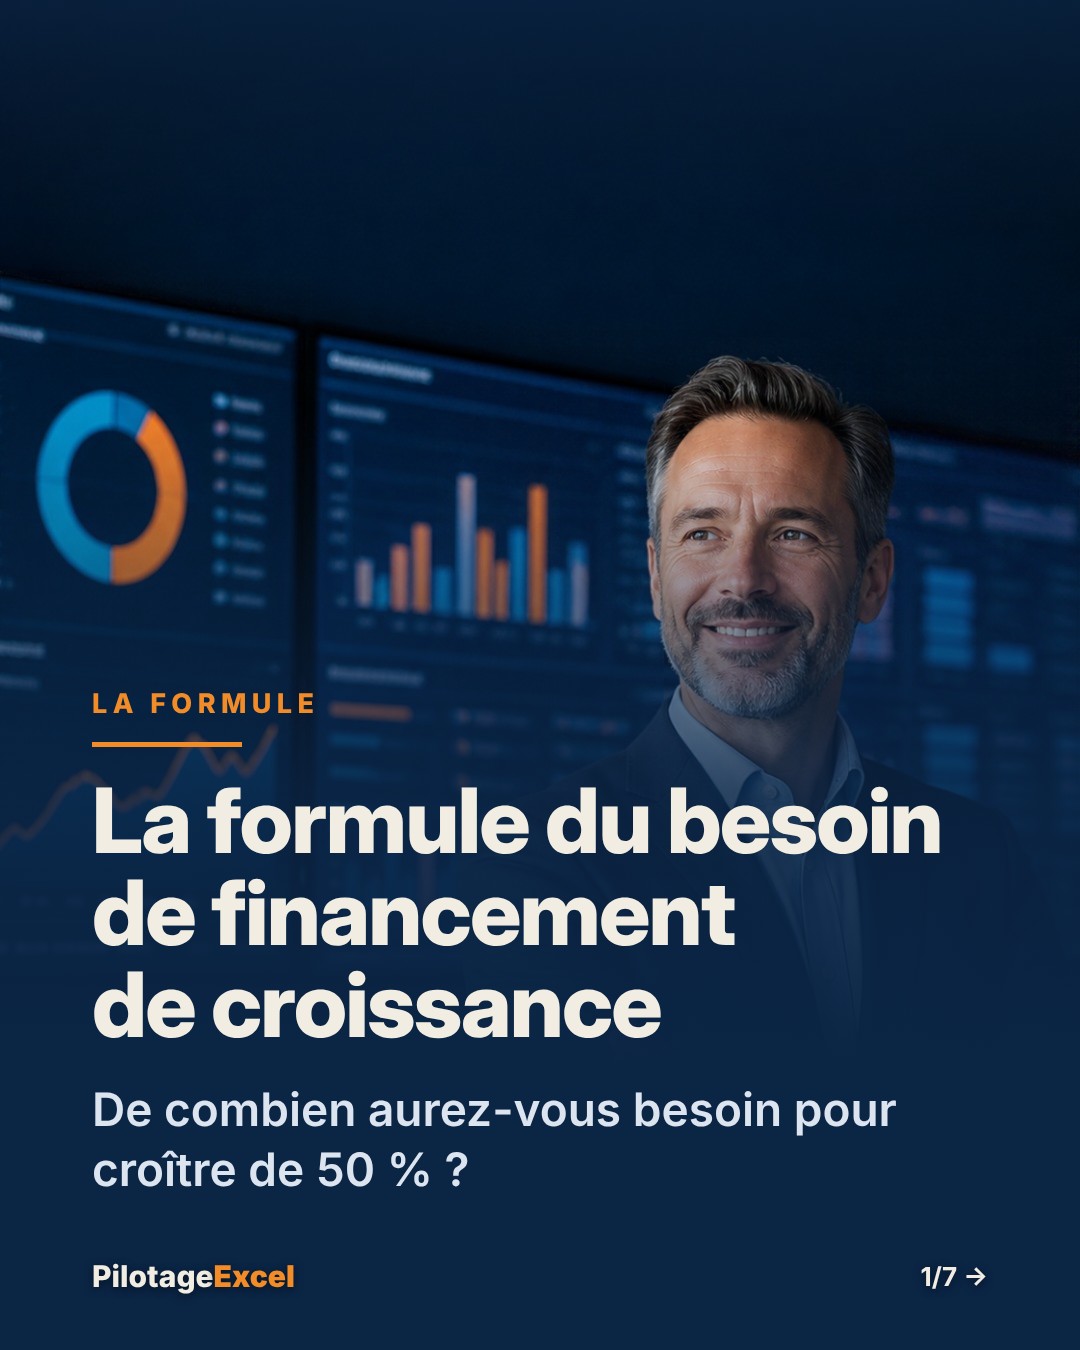 LA FORMULE
La formule du besoin
de financement
de croissance
De combien aurez-vous besoin pour
croître de 50 % ?
PilotageExcel
1/7 →